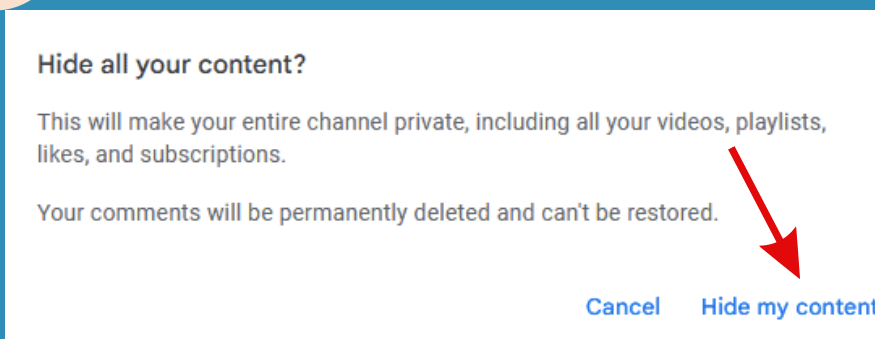 Hide all your content?
This will make your entire channel private, including all your videos, playlists,
likes, and subscriptions.
Your comments will be permanently deleted and can't be restored.
Cancel Hide my content